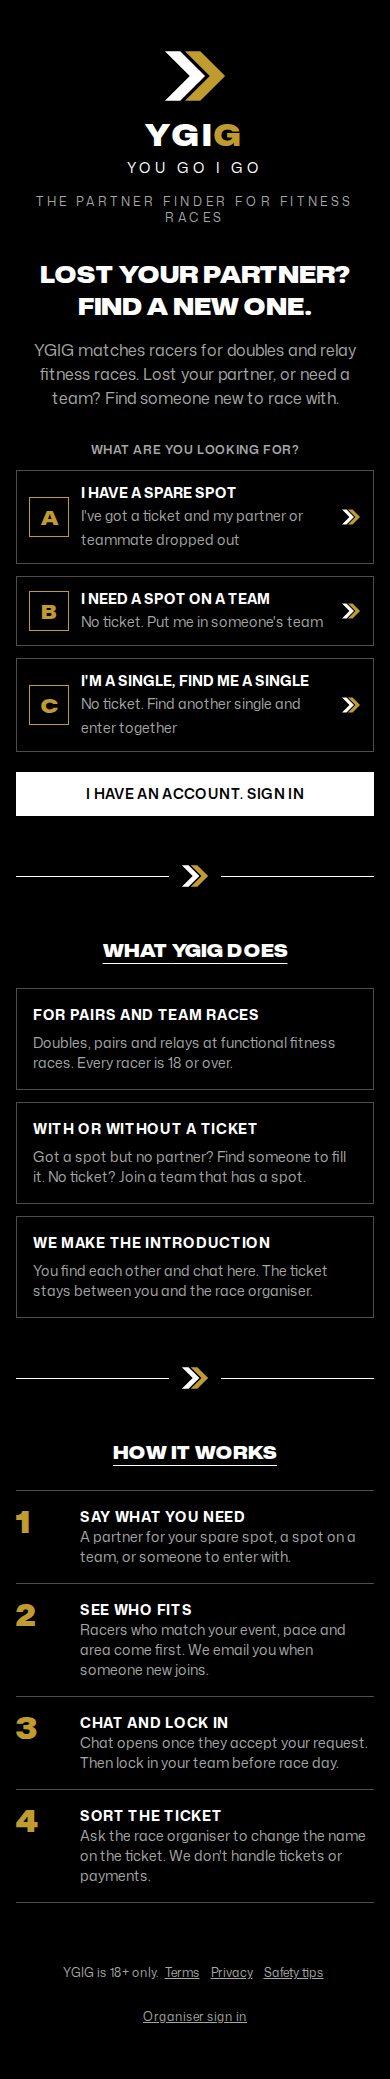 YGIG
YOU GO I GO
THE PARTNER FINDER FOR FITNESS
RACES
LOST YOUR PARTNER?
FIND A NEW ONE.
YGIG matches racers for doubles and relay
fitness races. Lost your partner, or need a
team? Find someone new to race with.
WHAT ARE YOU LOOKING FOR?
A
I HAVE A SPARE SPOT
I've got a ticket and my partner or
teammate dropped out
B
I NEED A SPOT ON A TEAM
No ticket. Put me in someone's team
C
I'M A SINGLE, FIND ME A SINGLE
No ticket. Find another single and
enter together
I HAVE AN ACCOUNT. SIGN IN
WHAT YGIG DOES
FOR PAIRS AND TEAM RACES
Doubles, pairs and relays at functional fitness
races. Every racer is 18 or over.
WITH OR WITHOUT A TICKET
Got a spot but no partner? Find someone to fill
it. No ticket? Join a team that has a spot.
WE MAKE THE INTRODUCTION
You find each other and chat here. The ticket
stays between you and the race organiser.
HOW IT WORKS
1
SAY WHAT YOU NEED
A partner for your spare spot, a spot on a
team, or someone to enter with.
2
SEE WHO FITS
Racers who match your event, pace and
area come first. We email you when
someone new joins.
3
CHAT AND LOCK IN
Chat opens once they accept your request.
Then lock in your team before race day.
4
SORT THE TICKET
Ask the race organiser to change the name
on the ticket. We don't handle tickets or
payments.
YGIG is 18+ only. Terms Privacy Safety tips
Organiser sign in